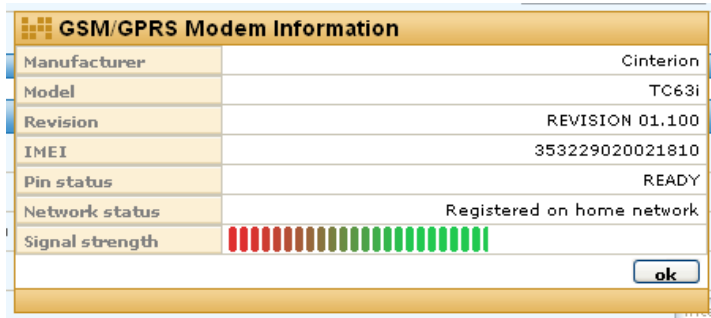 GSM/GPRS Modem Information
Manufacturer Cinterion
Model TC63i
Revision REVISION 01.100
IMEI 353229020021810
Pin status READY
Network status Registered on home network
Signal strength
ok